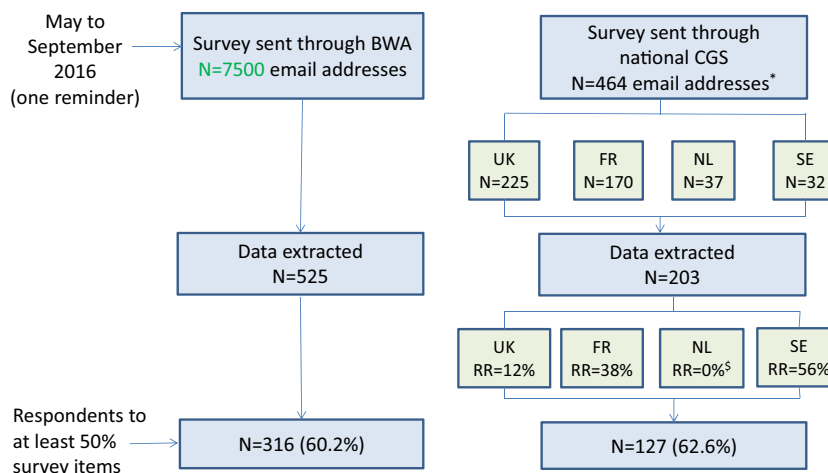 May to
September
2016
(one reminder)
Survey sent through BWA
N=7500 email addresses
Survey sent through
national CGS
N=464 email addresses*
UK
N=225
FR
N=170
NL
N=37
SE
N=32
Data extracted
N=525
Data extracted
N=203
UK
RR=12%
FR
RR=38%
NL
RR=0%$
SE
RR=56%
Respondents to
at least 50%
survey items
N=316 (60.2%)
N=127 (62.6%)